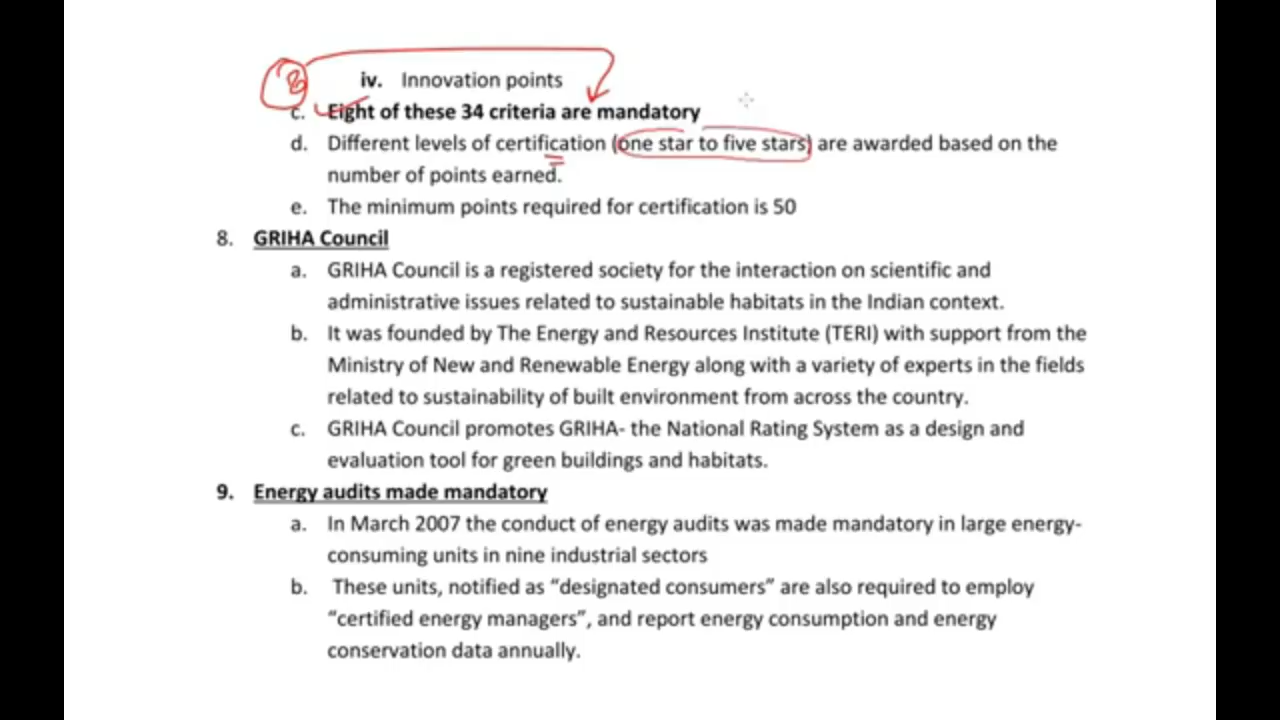 8
iv. Innovation points
c. Eight of these 34 criteria are mandatory
d. Different levels of certification (one star to five stars) are awarded based on the
number of points earned.
e. The minimum points required for certification is 50
8. GRIHA Council
a. GRIHA Council is a registered society for the interaction on scientific and
administrative issues related to sustainable habitats in the Indian context.
b. It was founded by The Energy and Resources Institute (TERI) with support from the
Ministry of New and Renewable Energy along with a variety of experts in the fields
related to sustainability of built environment from across the country.
c. GRIHA Council promotes GRIHA- the National Rating System as a design and
evaluation tool for green buildings and habitats.
9. Energy audits made mandatory
a. In March 2007 the conduct of energy audits was made mandatory in large energy-
consuming units in nine industrial sectors
b. These units, notified as “designated consumers” are also required to employ
“certified energy managers”, and report energy consumption and energy
conservation data annually.